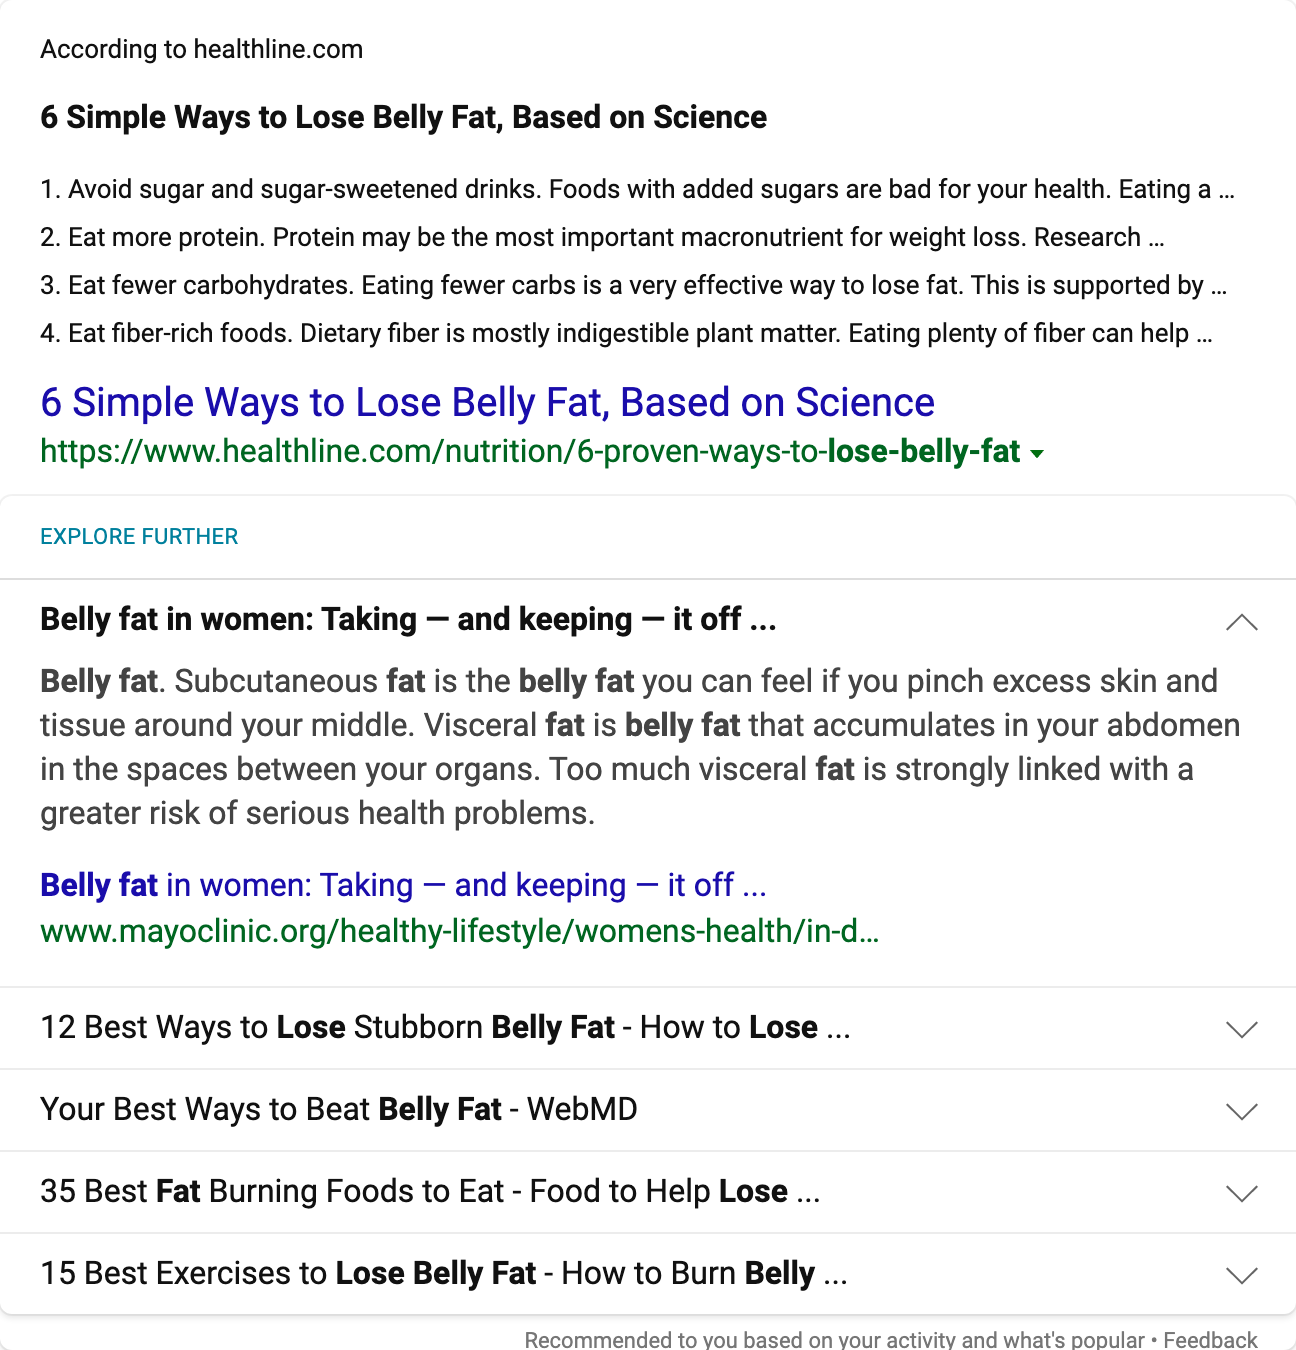 According to healthline.com
6 Simple Ways to Lose Belly Fat, Based on Science
1. Avoid sugar and sugar-sweetened drinks. Foods with added sugars are bad for your health. Eating a ...
2. Eat more protein. Protein may be the most important macronutrient for weight loss. Research ...
3. Eat fewer carbohydrates. Eating fewer carbs is a very effective way to lose fat. This is supported by ...
4. Eat fiber-rich foods. Dietary fiber is mostly indigestible plant matter. Eating plenty of fiber can help ...
6 Simple Ways to Lose Belly Fat, Based on Science
https://www.healthline.com/nutrition/6-proven-ways-to-lose-belly-fat
EXPLORE FURTHER
Belly fat in women: Taking — and keeping — it off ...
Belly fat. Subcutaneous fat is the belly fat you can feel if you pinch excess skin and
tissue around your middle. Visceral fat is belly fat that accumulates in your abdomen
in the spaces between your organs. Too much visceral fat is strongly linked with a
greater risk of serious health problems.
Belly fat in women: Taking — and keeping — it off ...
www.mayoclinic.org/healthy-lifestyle/womens-health/in-d...
12 Best Ways to Lose Stubborn Belly Fat - How to Lose ...
Your Best Ways to Beat Belly Fat - WebMD
35 Best Fat Burning Foods to Eat - Food to Help Lose ...
15 Best Exercises to Lose Belly Fat - How to Burn Belly ...
Recommended to you based on your activity and what's popular • Feedback